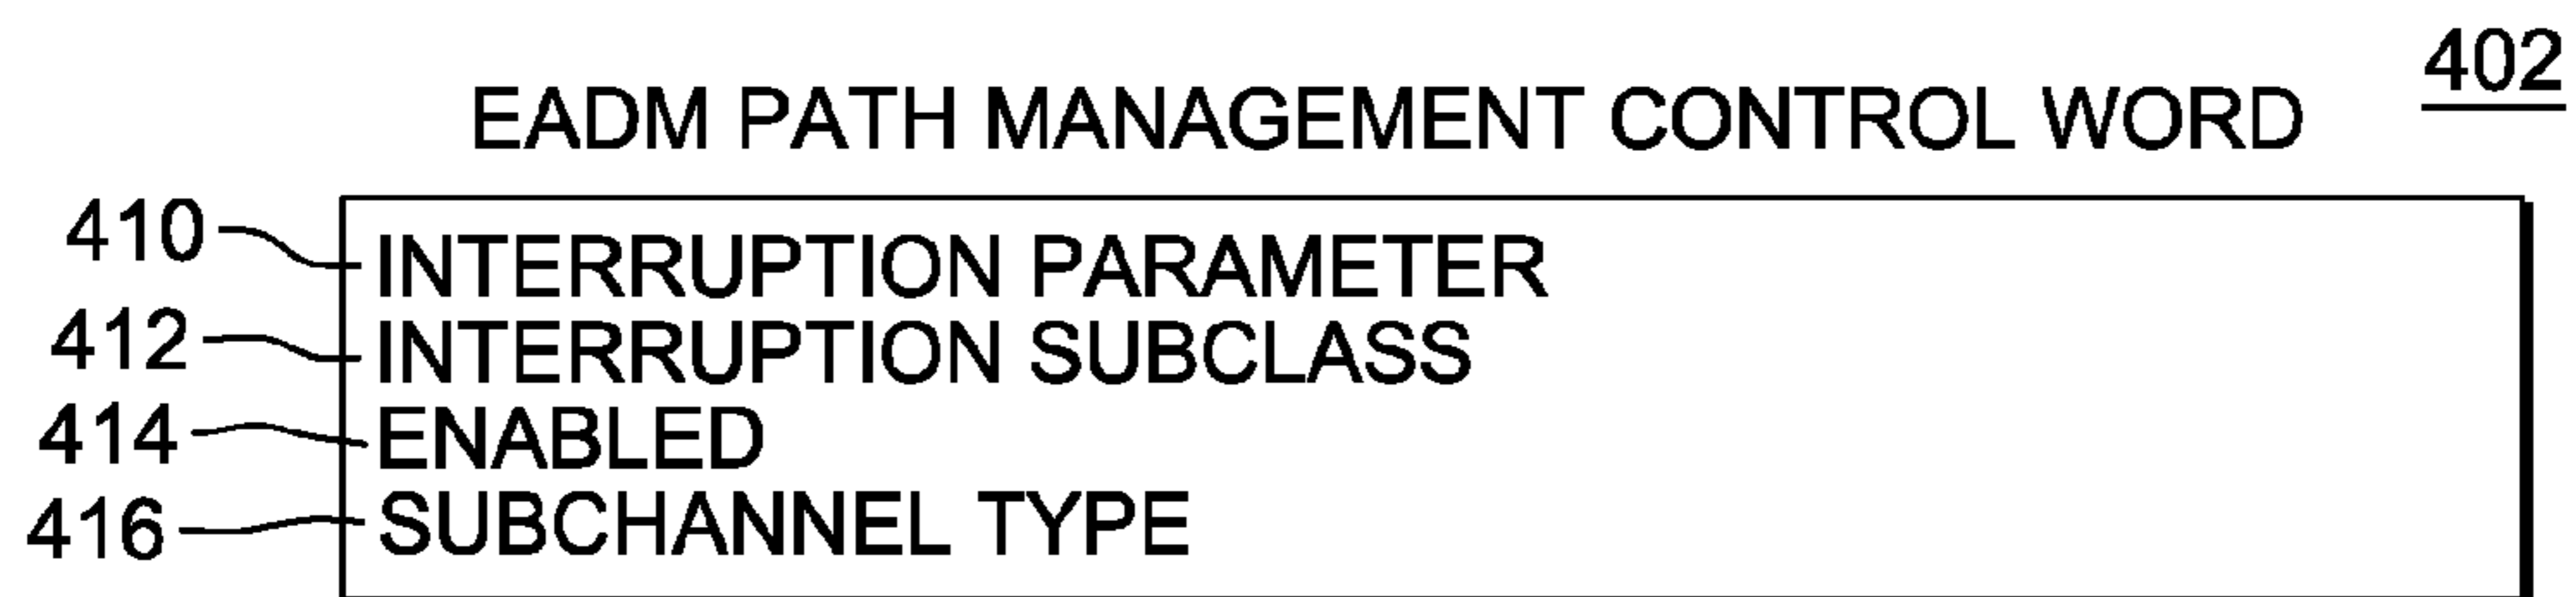 402
EADM PATH MANAGEMENT CONTROL WORD
410 INTERRUPTION PARAMETER
412 INTERRUPTION SUBCLASS
414 ENABLED
416 SUBCHANNEL TYPE